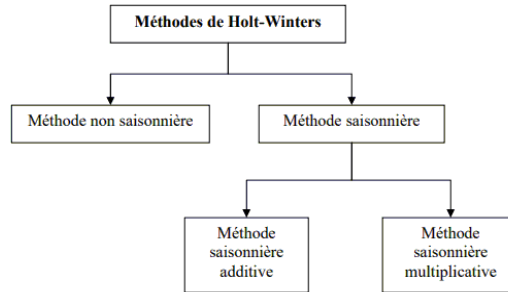 Méthodes de Holt-Winters
Méthode non saisonnière
Méthode saisonnière
Méthode
saisonnière
additive
Méthode
saisonnière
multiplicative